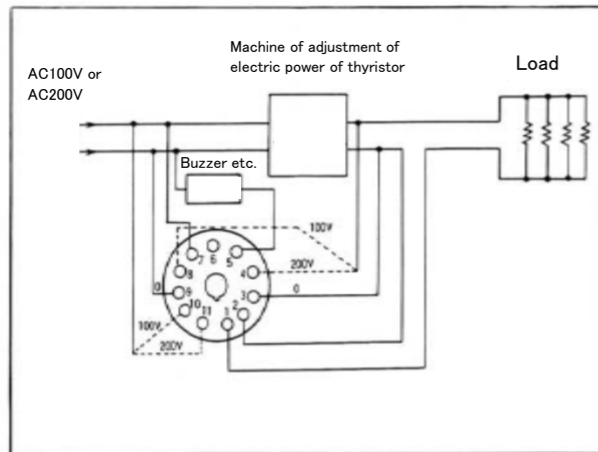 Machine of adjustment of
electric power of thyristor
Load
AC100V or
AC200V
Buzzer etc.
100V
200V
7
6
5
8
4
0
9
3
0
10
2
11
1
100V
200V